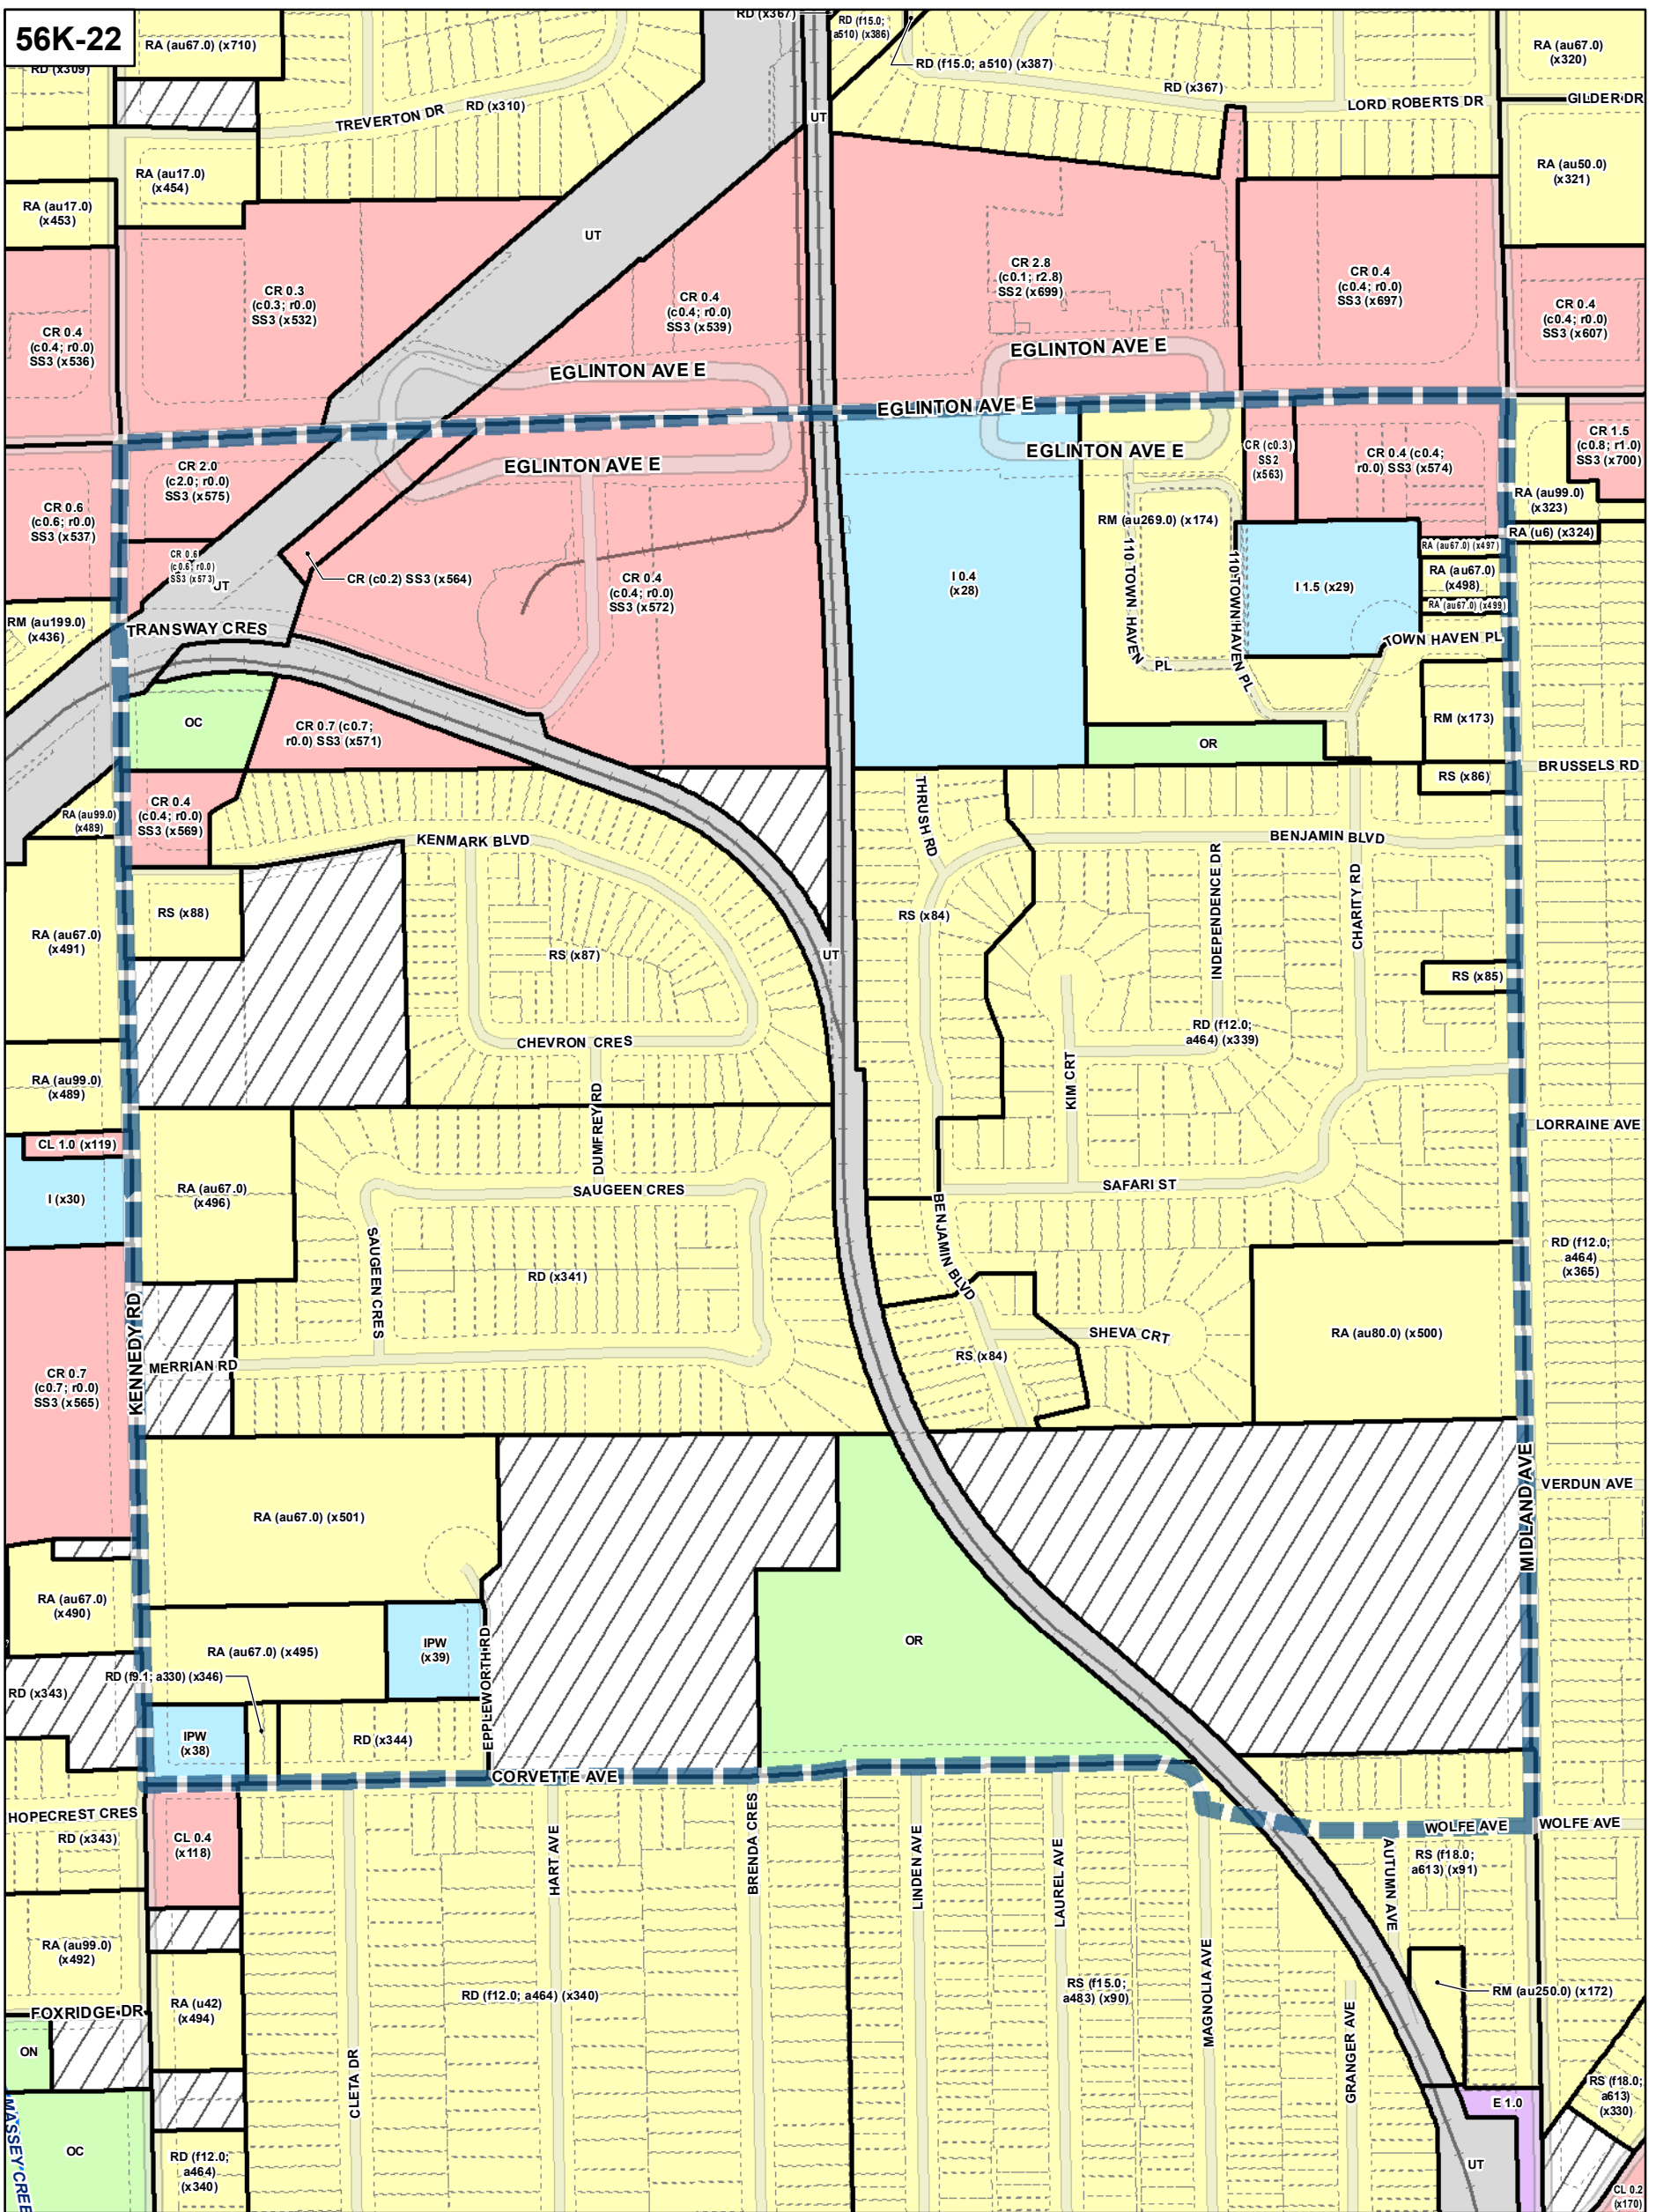 56K-22
RD (x309)
RA (au67.0) (x710)
RD (x367)
RD (f15.0;
a510) (x386)
RD (f15.0; a510) (x387)
RD (x367)
LORD ROBERTS DR
RA (au67.0)
(x320)
GILDER DR
TREVERTON DR
RD (x310)
UT
RA (au17.0)
(x454)
RA (au17.0)
(x453)
RA (au50.0)
(x321)
UT
CR 0.3
(c0.3; r0.0)
SS3 (x532)
CR 0.4
(c0.4; r0.0)
SS3 (x539)
CR 2.8
(c0.1; r2.8)
SS2 (x699)
CR 0.4
(c0.4; r0.0)
SS3 (x697)
CR 0.4
(c0.4; r0.0)
SS3 (x607)
CR 0.4
(c0.4; r0.0)
SS3 (x536)
EGLINTON AVE E
EGLINTON AVE E
EGLINTON AVE E
EGLINTON AVE E
EGLINTON AVE E
CR 2.0
(c2.0; r0.0)
SS3 (x575)
CR (c0.3)
SS2
(x563)
CR 0.4 (c0.4;
r0.0) SS3 (x574)
CR 1.5
(c0.8; r1.0)
SS3 (x700)
RA (au99.0)
(x323)
CR 0.6
(c0.6; r0.0)
SS3 (x537)
RM (au269.0) (x174)
RA (u6) (x324)
RA (au67.0) (x497)
CR 0.6
(c0.6; r0.0)
SS3 (x573)
UT
CR (c0.2) SS3 (x564)
CR 0.4
(c0.4; r0.0)
SS3 (x572)
I 0.4
(x28)
110 TOWN HAVEN
PL
110 TOWN HAVEN PL
I 1.5 (x29)
RA (au67.0)
(x498)
RA (au67.0) (x499)
RM (au199.0)
(x436)
TRANSWAY CRES
TOWN HAVEN PL
OC
CR 0.7 (c0.7;
r0.0) SS3 (x571)
RM (x173)
OR
BRUSSELS RD
RS (x86)
RA (au99.0)
(x489)
CR 0.4
(c0.4; r0.0)
SS3 (x569)
KENMARK BLVD
THRUSH RD
BENJAMIN BLVD
RS (x88)
RA (au67.0)
(x491)
RS (x87)
UT
RS (x84)
INDEPENDENCE DR
CHARITY RD
RS (x85)
CHEVRON CRES
RD (f12.0;
a464) (x339)
KIM CRT
RA (au99.0)
(x489)
DUMFREY RD
CL 1.0 (x119)
LORRAINE AVE
I (x30)
RA (au67.0)
(x496)
SAUGEEN CRES
SAFARI ST
BENJAMIN BLVD
SAUGEEN CRES
RD (x341)
RD (f12.0;
a464)
(x365)
KENNEDY RD
MERRIAN RD
SHEVA CRT
RS (x84)
RA (au80.0) (x500)
CR 0.7
(c0.7; r0.0)
SS3 (x565)
MIDLAND AVE
VERDUN AVE
RA (au67.0) (x501)
RA (au67.0)
(x490)
RA (au67.0) (x495)
IPW
(x39)
EPPLEWORTH RD
OR
RD (f9.1; a330) (x346)
RD (x343)
IPW
(x38)
RD (x344)
CORVETTE AVE
HOPECREST CRES
RD (x343)
CL 0.4
(x118)
HART AVE
BRENDA CRES
LINDEN AVE
LAUREL AVE
WOLFE AVE
WOLFE AVE
AUTUMN AVE
RS (f18.0;
a613) (x91)
RA (au99.0)
(x492)
MAGNOLIA AVE
RD (f12.0; a464) (x340)
RS (f15.0;
a483) (x90)
RM (au250.0) (x172)
FOXRIDGE DR
RA (u42)
(x494)
ON
CLETA DR
GRANGER AVE
RS (f18.0;
a613)
(x330)
E 1.0
OC
RD (f12.0;
a464)
(x340)
UT
CL 0.2
(x170)